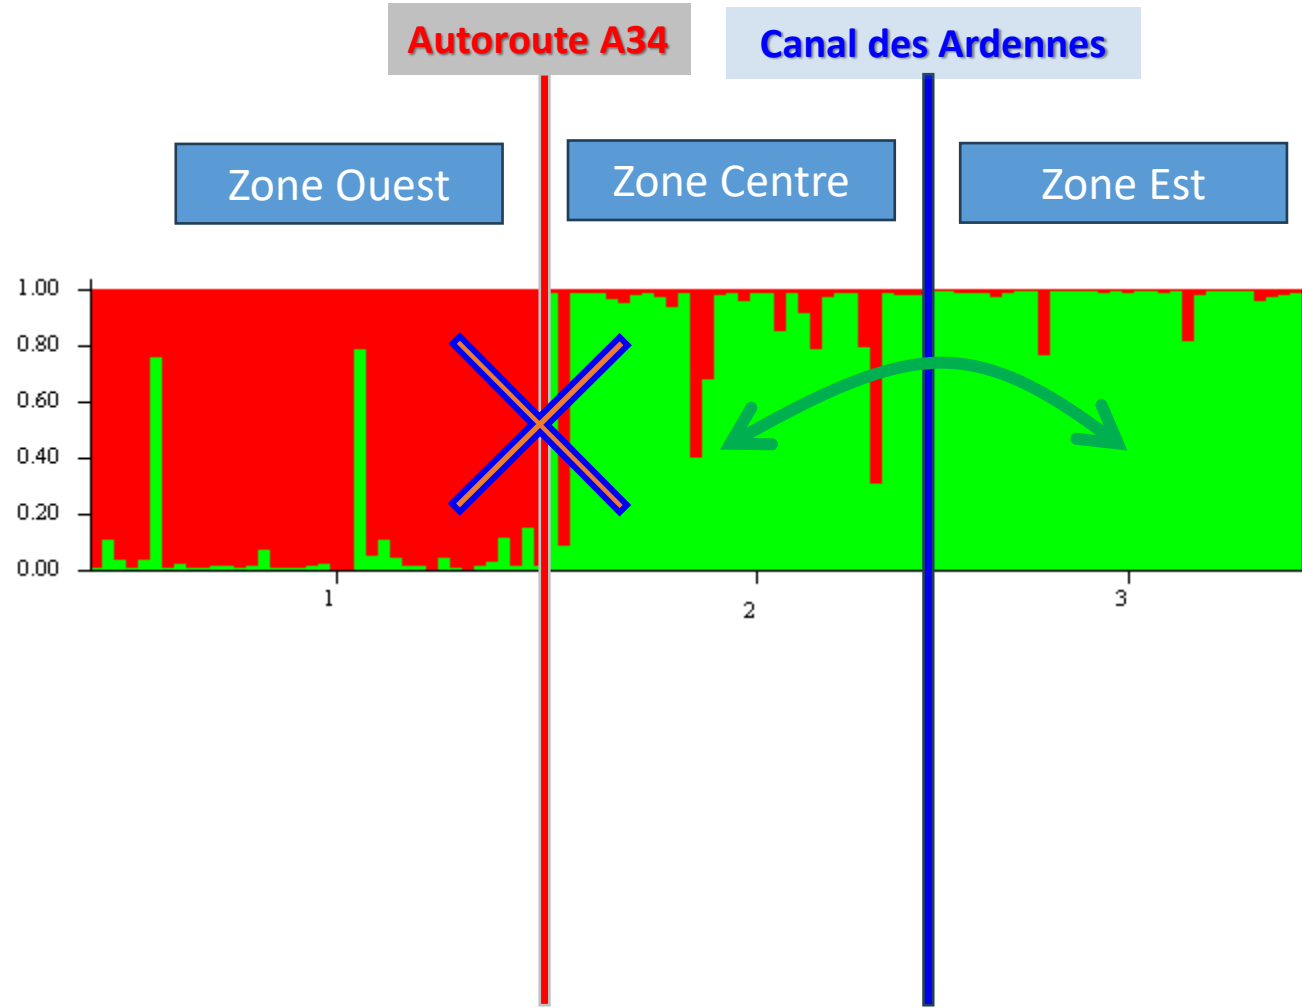 Autoroute A34
Canal des Ardennes
Zone Ouest
Zone Centre
Zone Est
1.00
0.80
0.60
0.40
0.20
0.00
1
2
3